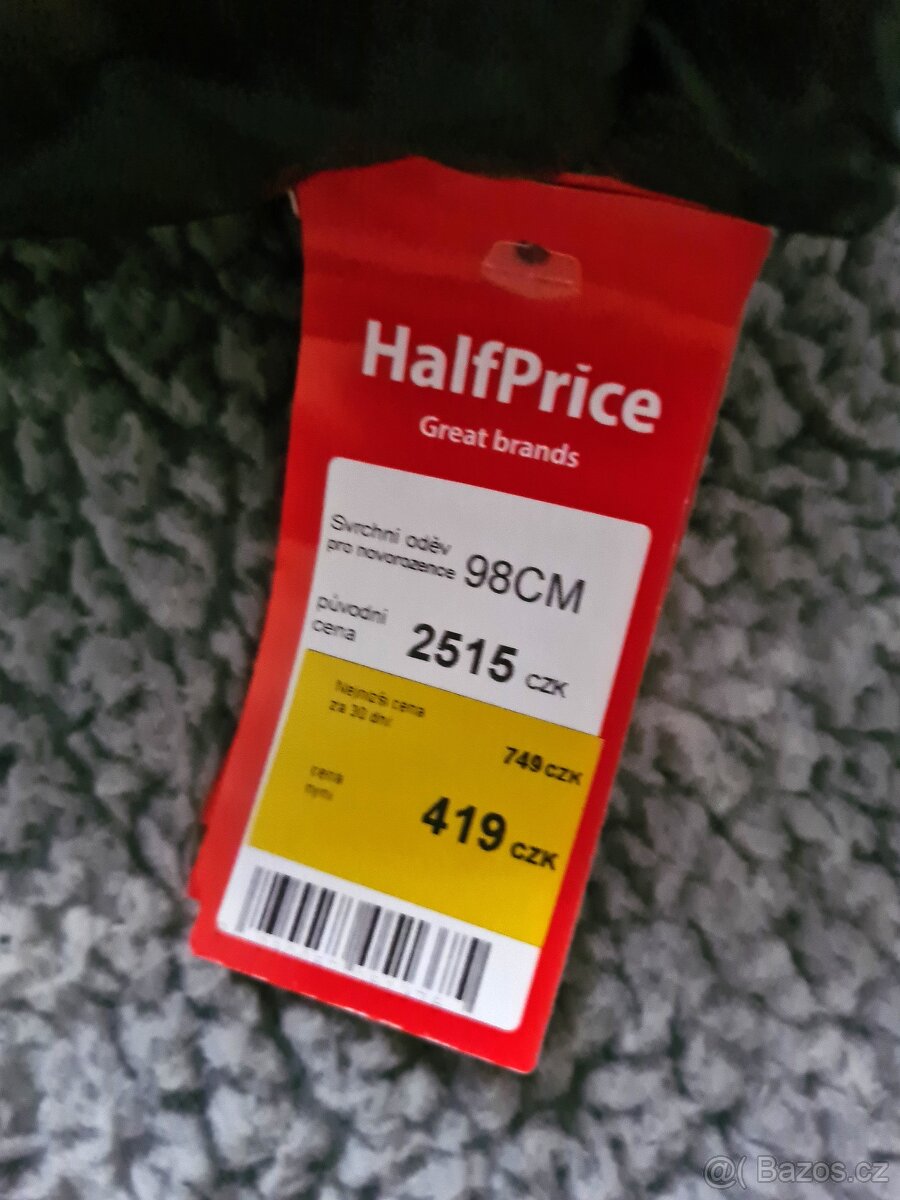 HalfPrice
Great brands
Svrchní oděv
pro novorozence 98CM
původní
cena 2515 CZK
Nejnižší cena
za 30 dní
749 CZK
cena
nyní
419 CZK
@( Bazos.cz